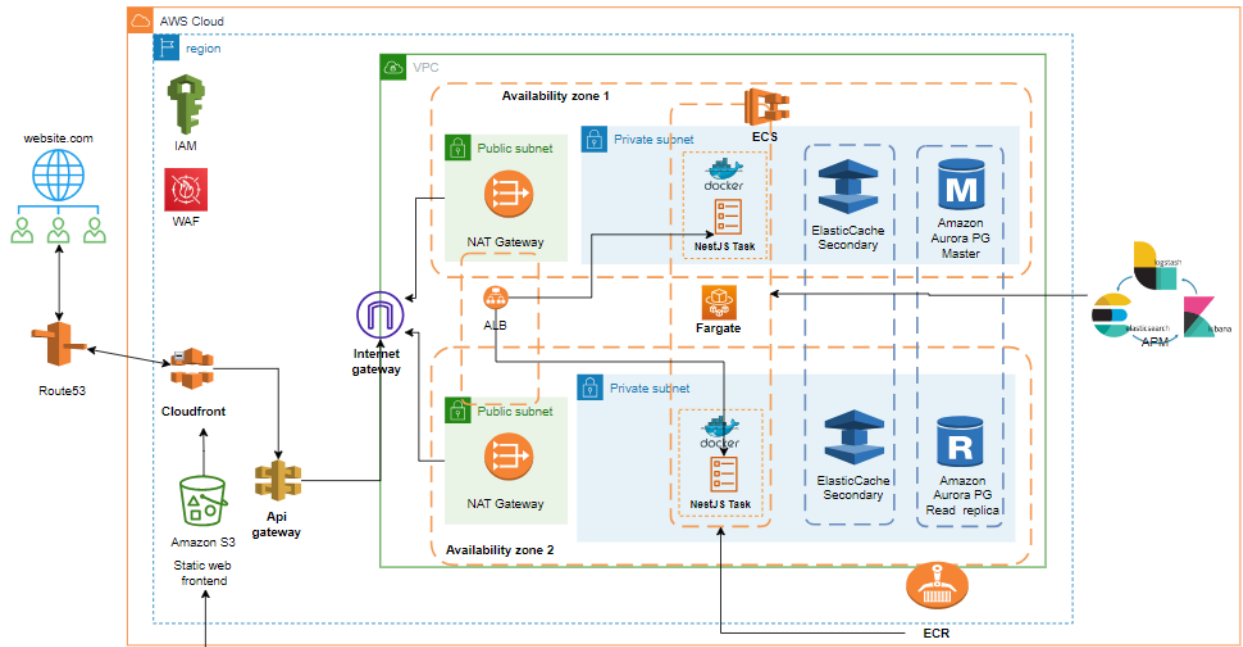 AWS Cloud
region
VPC
Availability zone 1
ECS
IAM
website.com
Public subnet
Private subnet
docker
NestJS Task
WAF
NAT Gateway
ElasticCache
Secondary
Amazon
Aurora PG
Master
M
logstash
elasticsearch
kibana
APM
ALB
Fargate
Internet
gateway
Route53
Cloudfront
Public subnet
Private subnet
docker
NestJS Task
NAT Gateway
ElasticCache
Secondary
R
Amazon
Aurora PG
Read replica
Api
gateway
Amazon S3
Static web
frontend
Availability zone 2
ECR